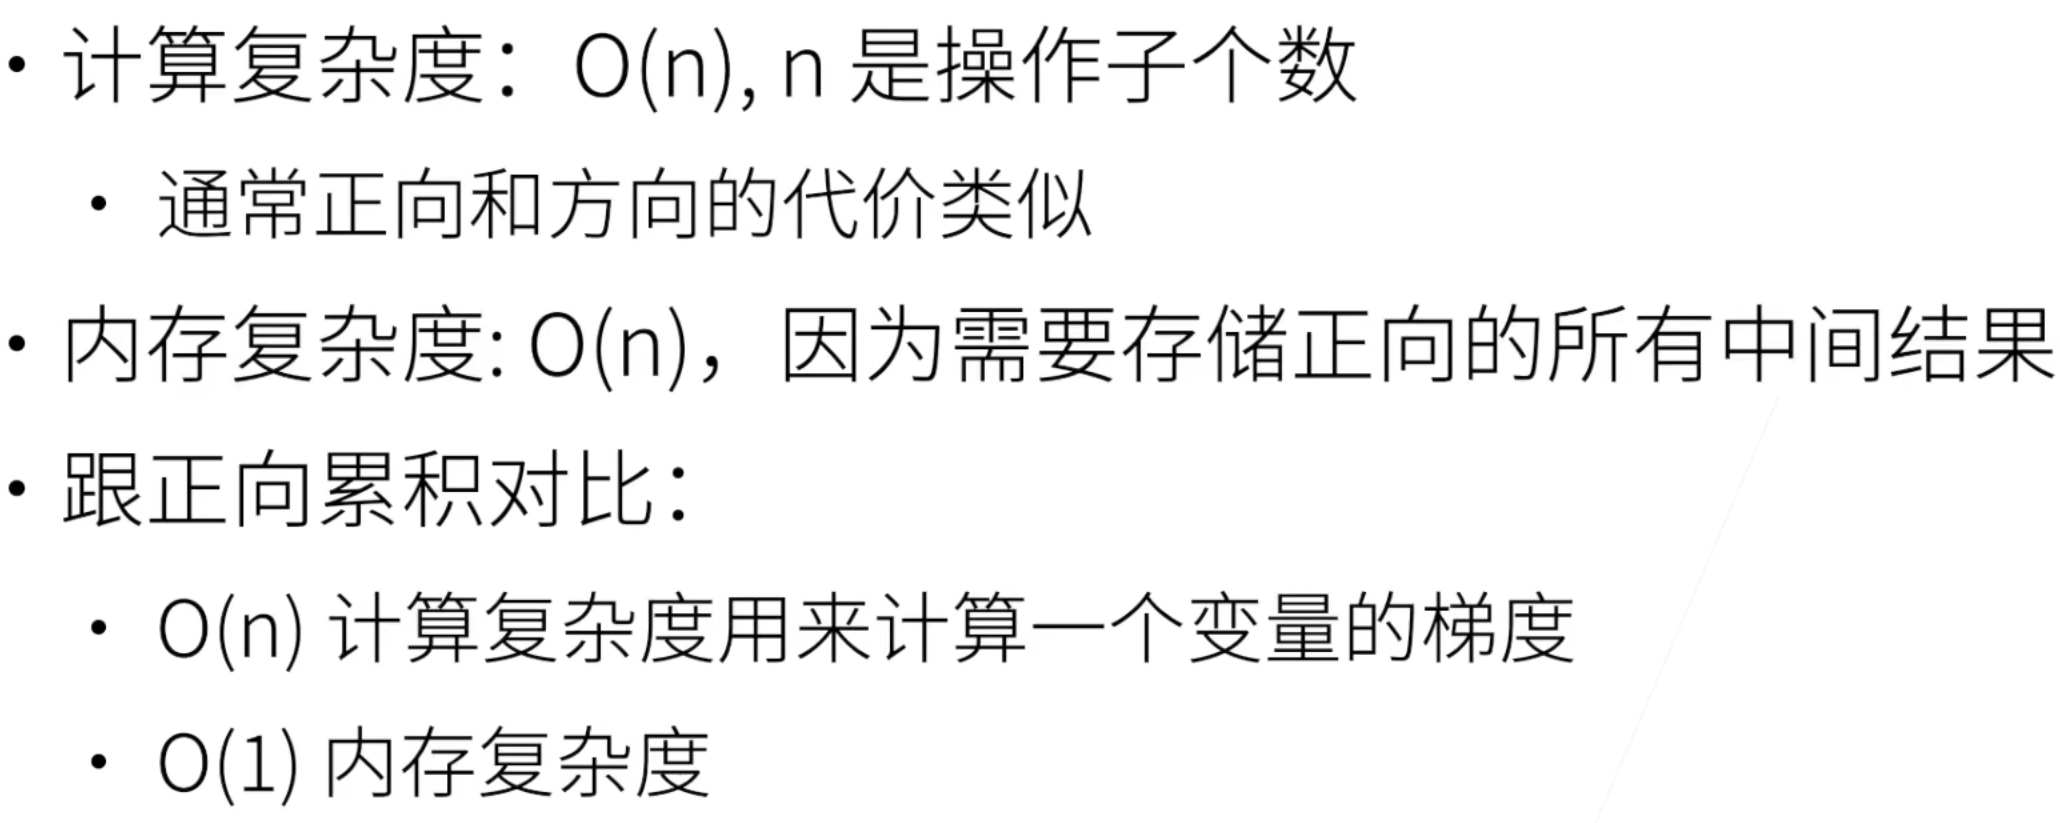 • 计算复杂度： O(n), n 是操作子个数
• 通常正向和方向的代价类似
• 内存复杂度: O(n)，因为需要存储正向的所有中间结果
• 跟正向累积对比：
• O(n) 计算复杂度用来计算一个变量的梯度
• O(1) 内存复杂度